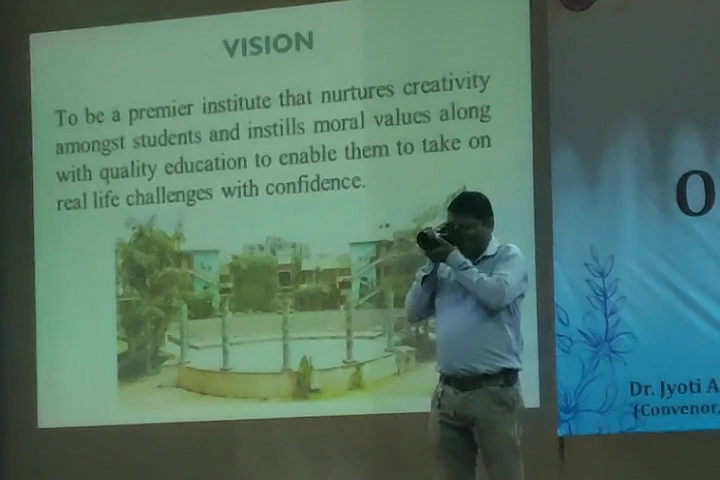 VISION
To be a premier institute that nurtures creativity
amongst students and instills moral values along
with quality education to enable them to take on
real life challenges with confidence.
O
Dr. Jyoti A
(Convenor,